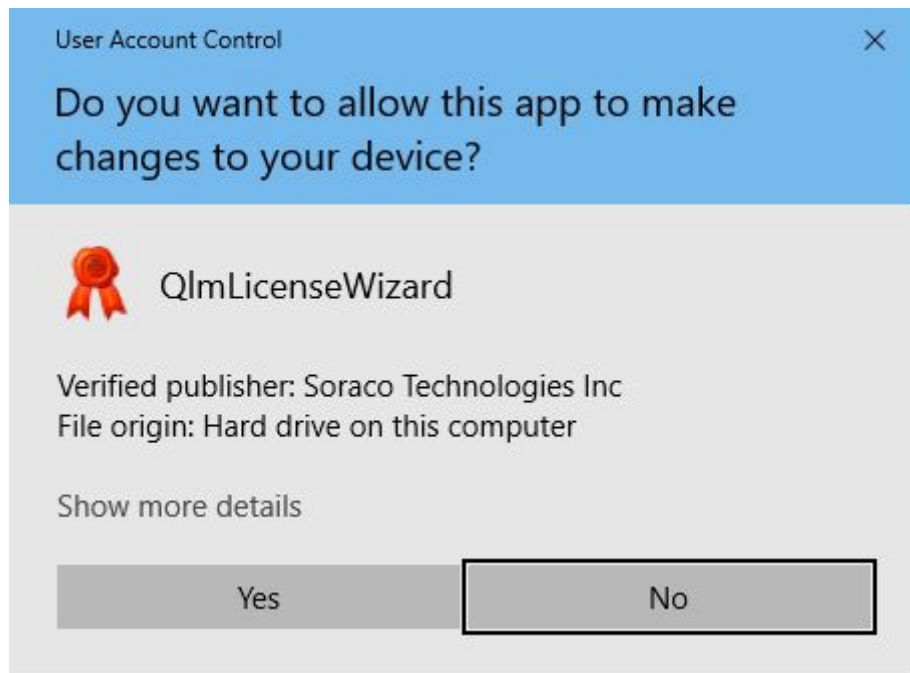 User Account Control
Do you want to allow this app to make
changes to your device?
QlmLicenseWizard
Verified publisher: Soraco Technologies Inc
File origin: Hard drive on this computer
Show more details
Yes
No